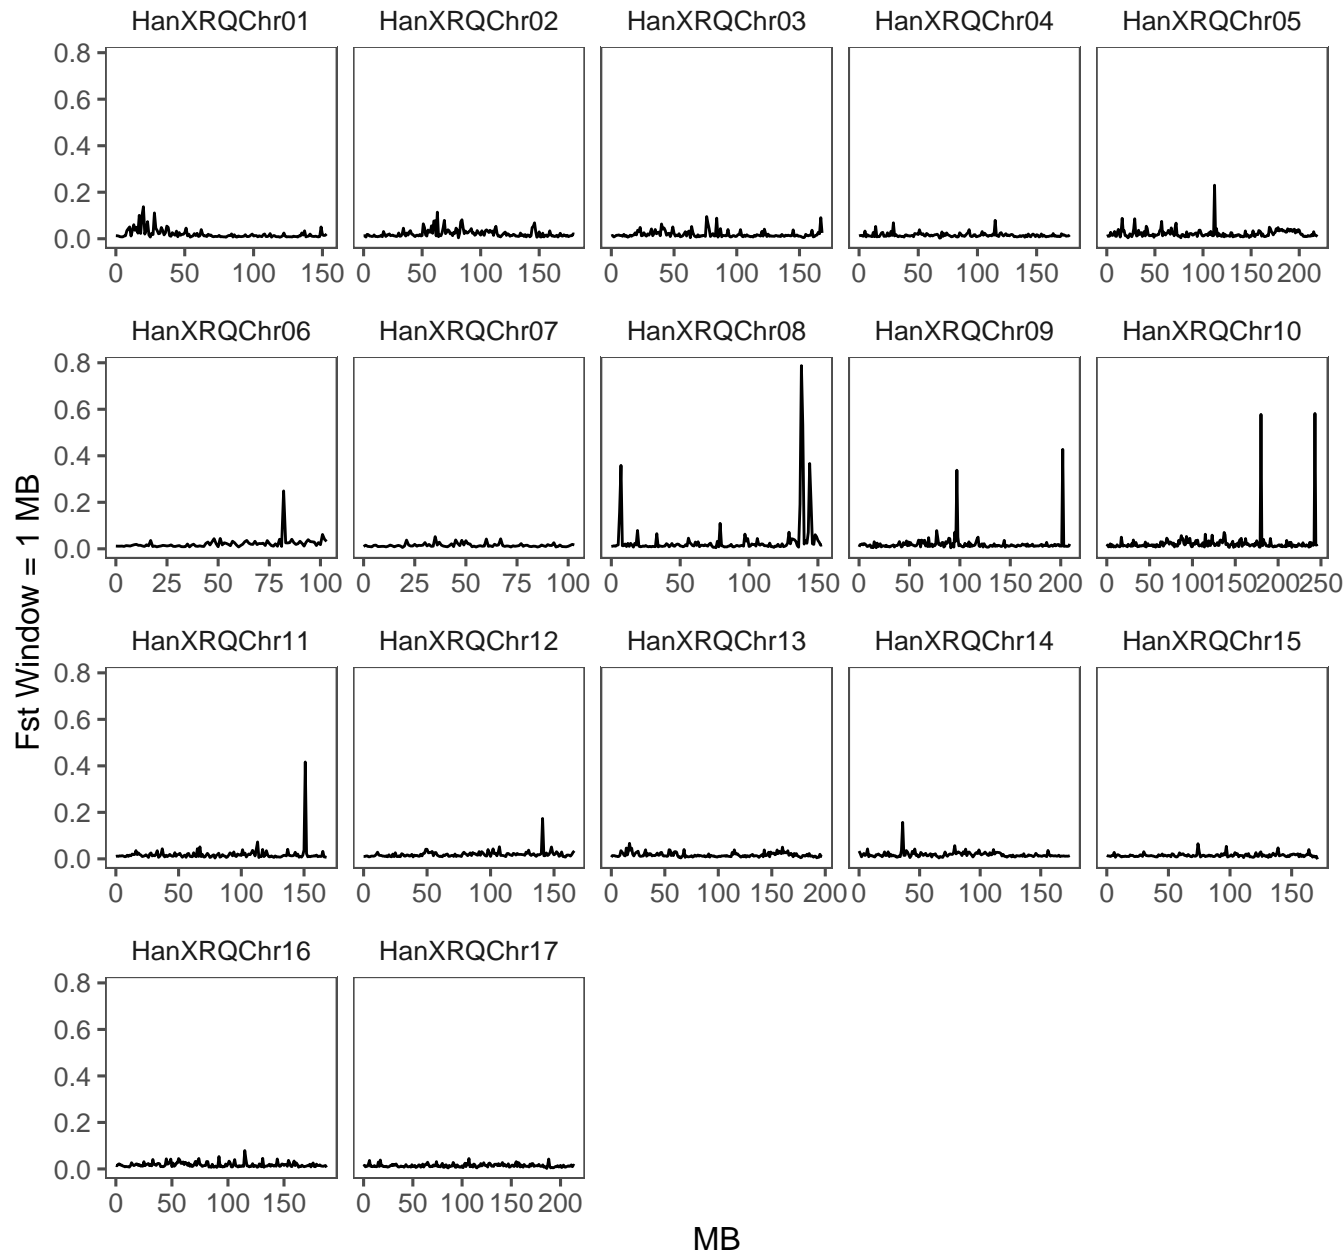 HanXRQChr01 HanXRQChr02 HanXRQChr03 HanXRQChr04 HanXRQChr05
0.8
0.6
0.4
0.2
0.0
0 50 100 150 0 50 100 150 0 50 100 150 0 50 100 150 0 50 100 150 200
HanXRQChr06 HanXRQChr07 HanXRQChr08 HanXRQChr09 HanXRQChr10
0.8
0.6
0.4
0.2
0.0
0 25 50 75 100 0 25 50 75 100 0 50 100 150 0 50 100 150 200 0 50 100 150 200 250
Fst Window = 1 MB
HanXRQChr11 HanXRQChr12 HanXRQChr13 HanXRQChr14 HanXRQChr15
0.8
0.6
0.4
0.2
0.0
0 50 100 150 0 50 100 150 0 50 100 150 200 0 50 100 150 0 50 100 150
HanXRQChr16 HanXRQChr17
0.8
0.6
0.4
0.2
0.0
0 50 100 150 0 50 100 150 200
MB